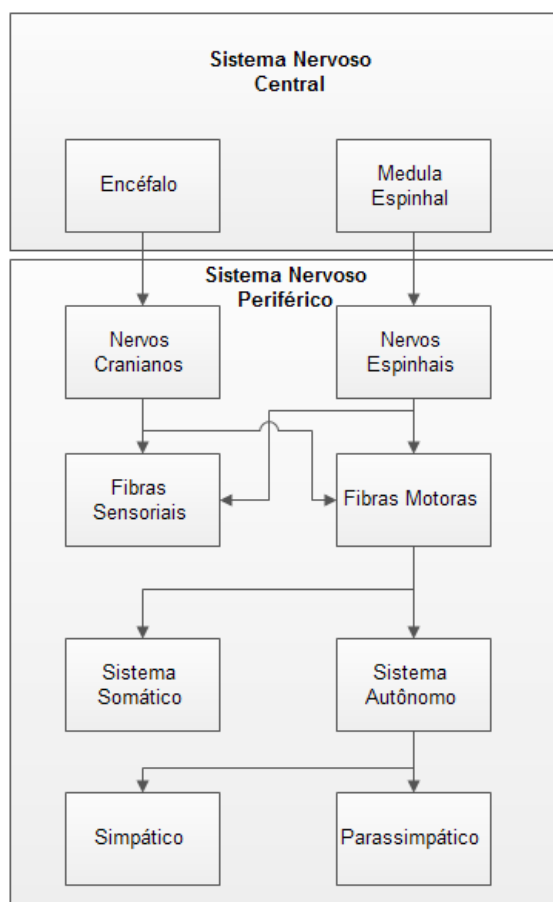 Sistema Nervoso
Central
Encéfalo
Medula
Espinhal
Sistema Nervoso
Periférico
Nervos
Cranianos
Nervos
Espinhais
Fibras
Sensoriais
Fibras Motoras
Sistema
Somático
Sistema
Autônomo
Simpático
Parassimpático